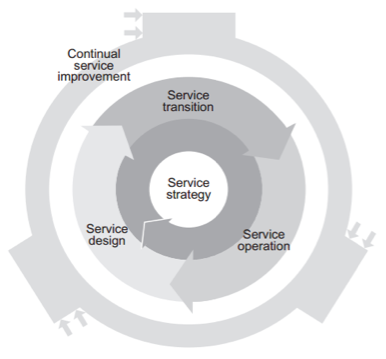 Continual
service
improvement
Service
transition
Service
strategy
Service
design
Service
operation